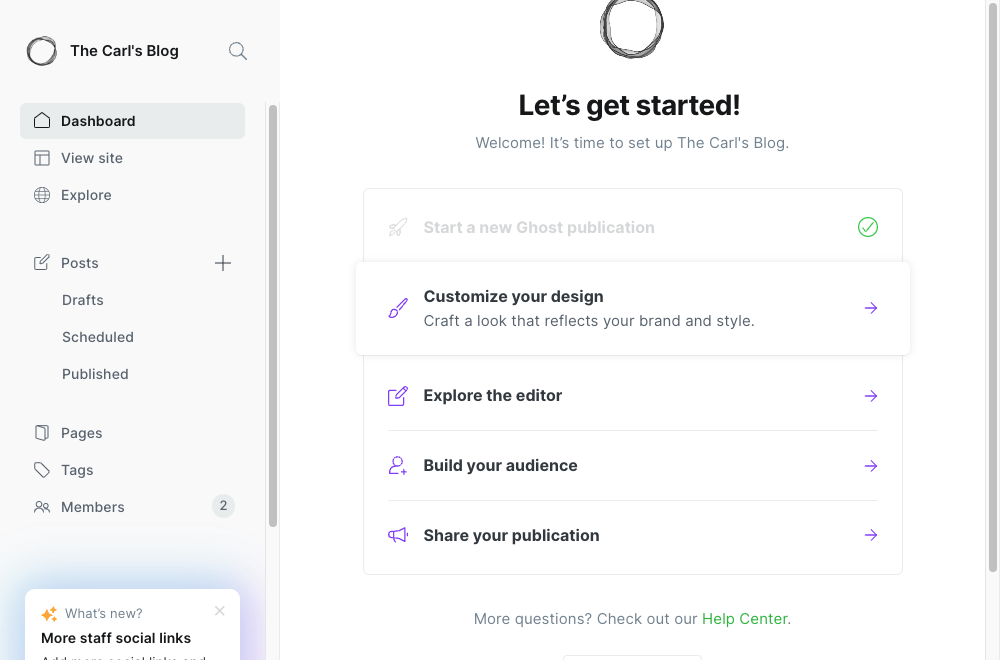 The Carl's Blog
Dashboard
View site
Explore
Posts
Drafts
Scheduled
Published
Pages
Tags
Members
2
What's new?
More staff social links
Let’s get started!
Welcome! It’s time to set up The Carl's Blog.
Start a new Ghost publication
Customize your design
Craft a look that reflects your brand and style.
Explore the editor
Build your audience
Share your publication
More questions? Check out our Help Center.